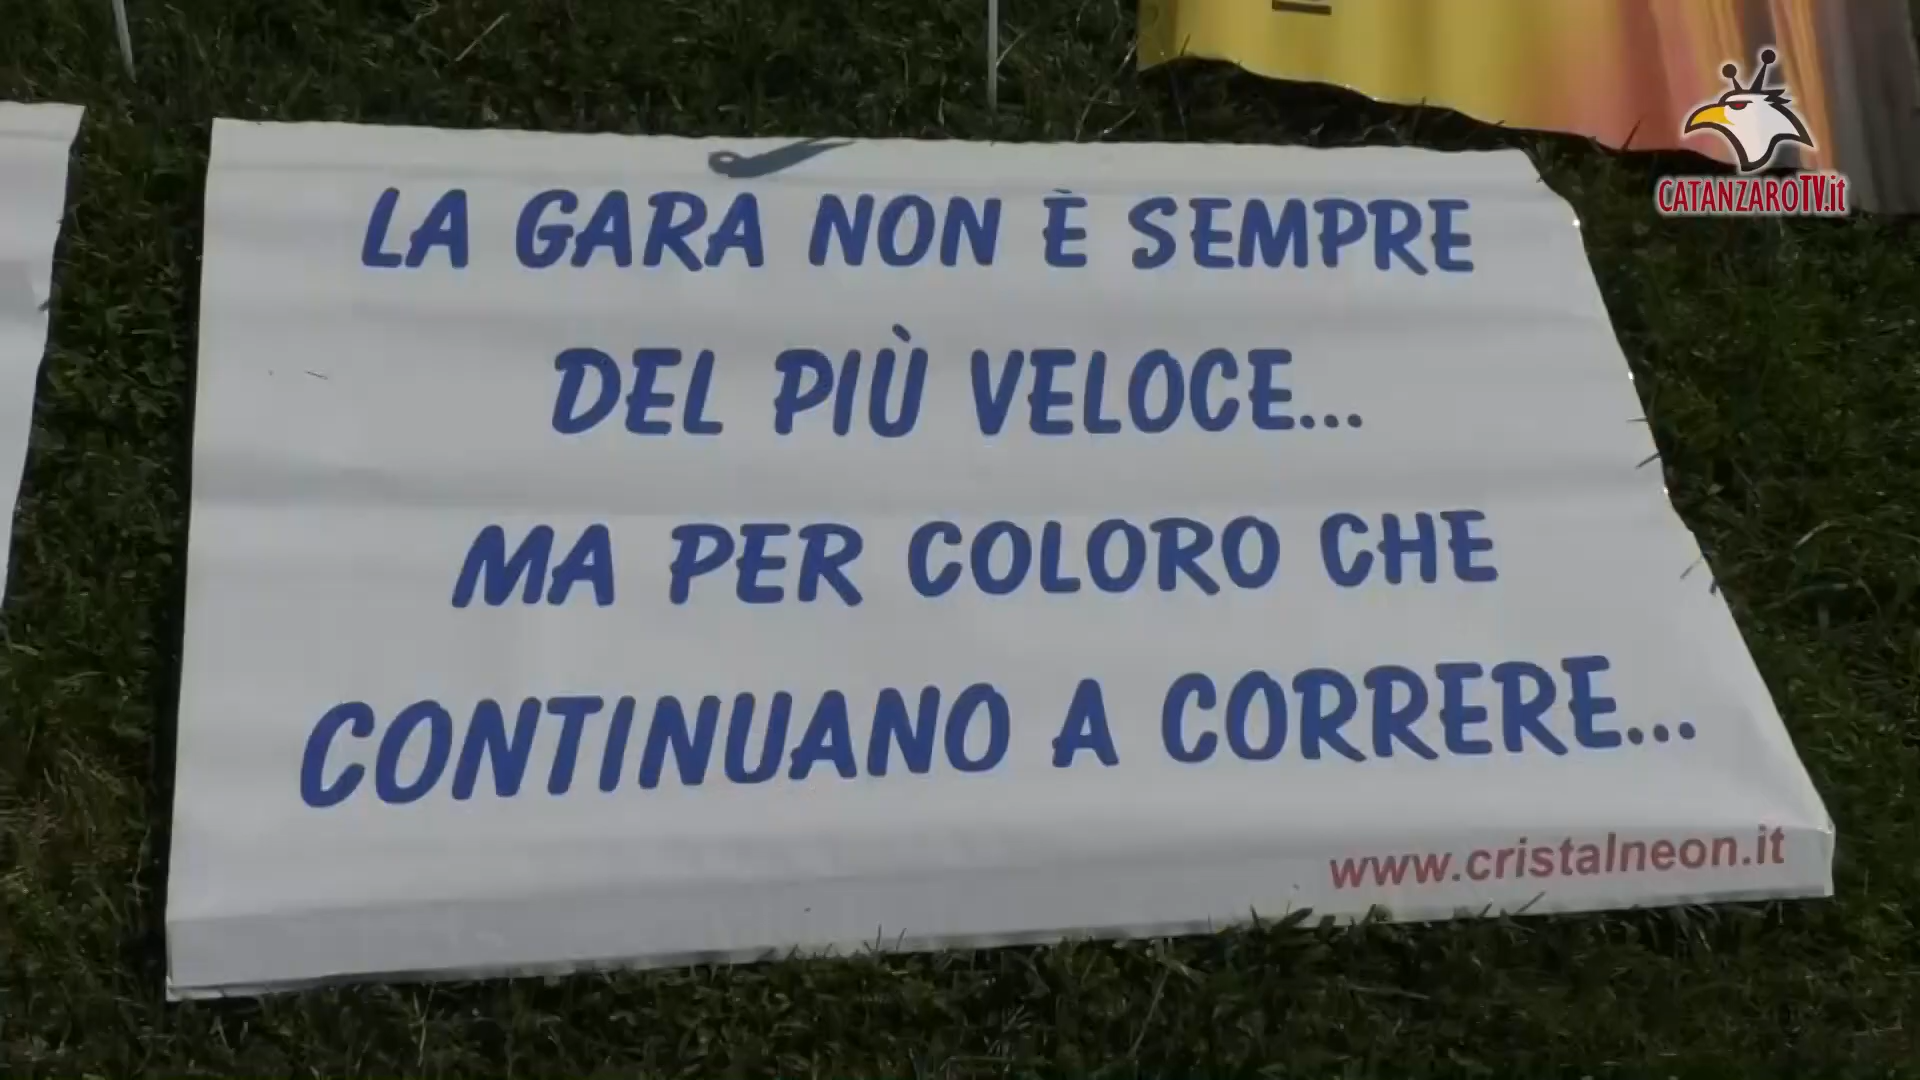 CATANZAROTV.it
LA GARA NON È SEMPRE
DEL PIÙ VELOCE...
MA PER COLORO CHE
CONTINUANO A CORRERE...
www.cristalneon.it